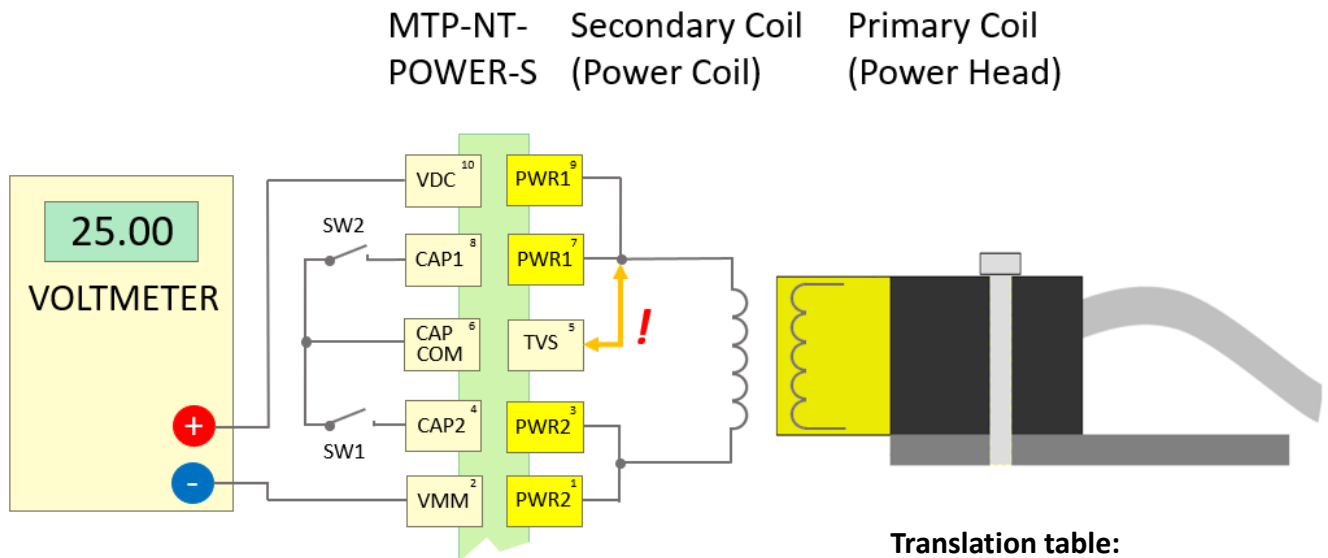 MTP-NT- Secondary Coil Primary Coil
POWER-S (Power Coil) (Power Head)
25.00
VOLTMETER
+
-
SW2
SW1
VDC 10
CAP1 8
CAP 6
COM
CAP2 4
VMM 2
PWR1 9
PWR1 7
TVS 5
PWR2 3
PWR2 1
!
Translation table: